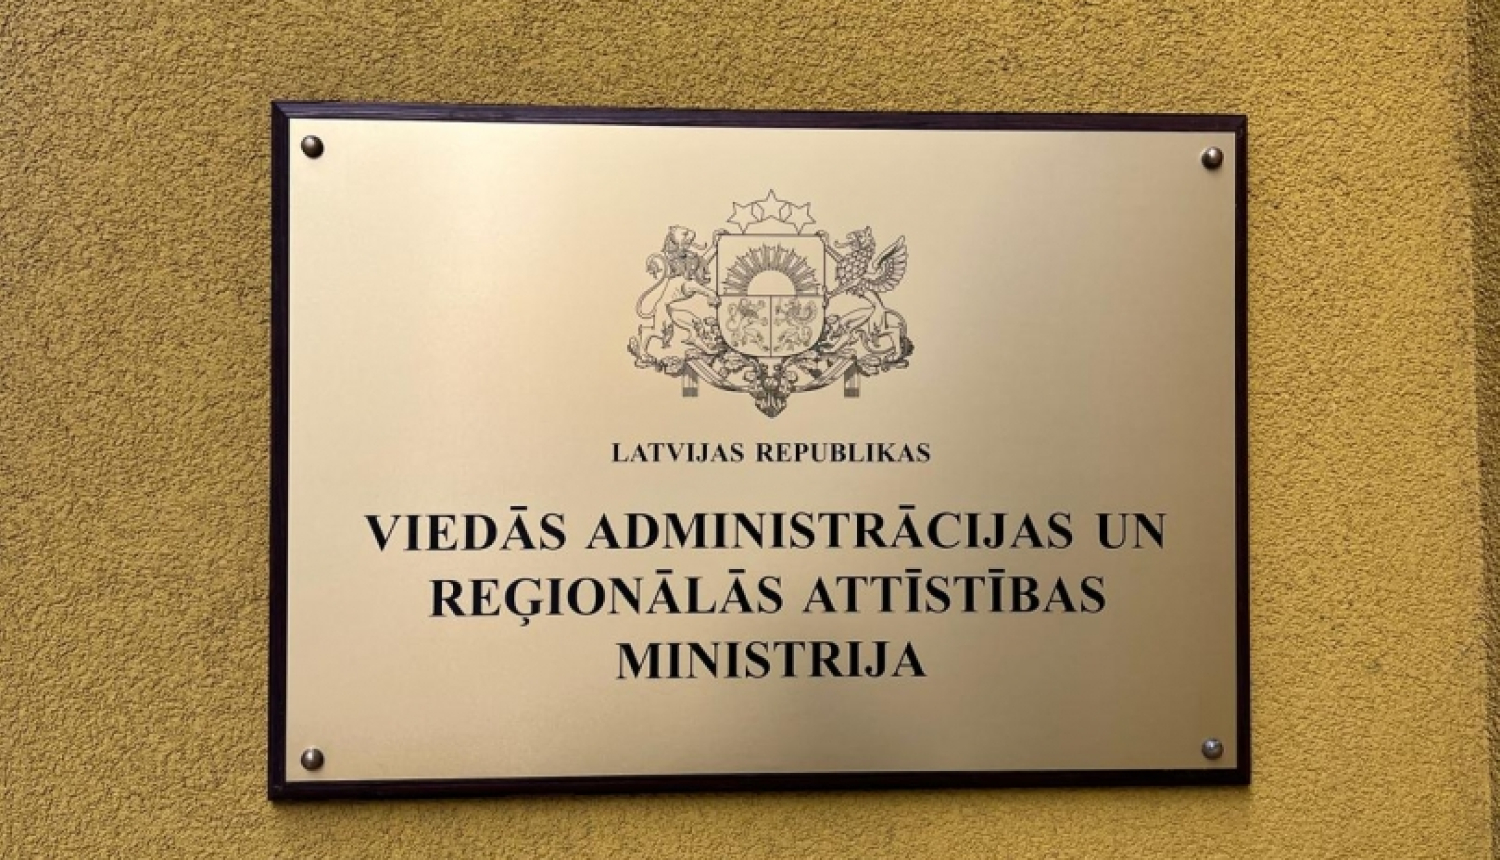 LATVIJAS REPUBLIKAS
VIEDĀS ADMINISTRĀCIJAS UN
REĢIONĀLĀS ATTĪSTĪBAS
MINISTRIJA